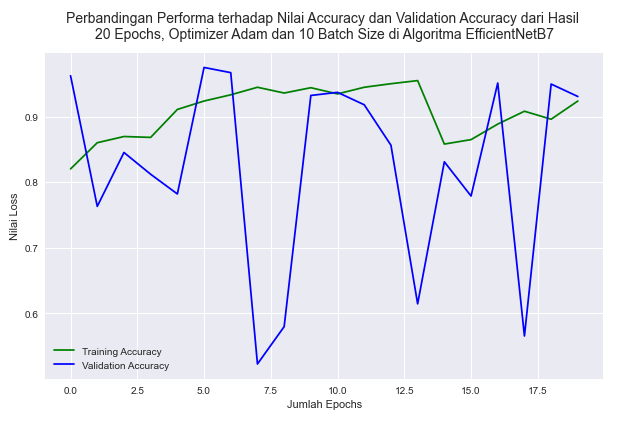 Perbandingan Performa terhadap Nilai Accuracy dan Validation Accuracy dari Hasil
20 Epochs, Optimizer Adam dan 10 Batch Size di Algoritma EfficientNetB7
Nilai Loss
0.9
0.8
0.7
0.6
Training Accuracy
Validation Accuracy
0.0 2.5 5.0 7.5 10.0 12.5 15.0 17.5
Jumlah Epochs